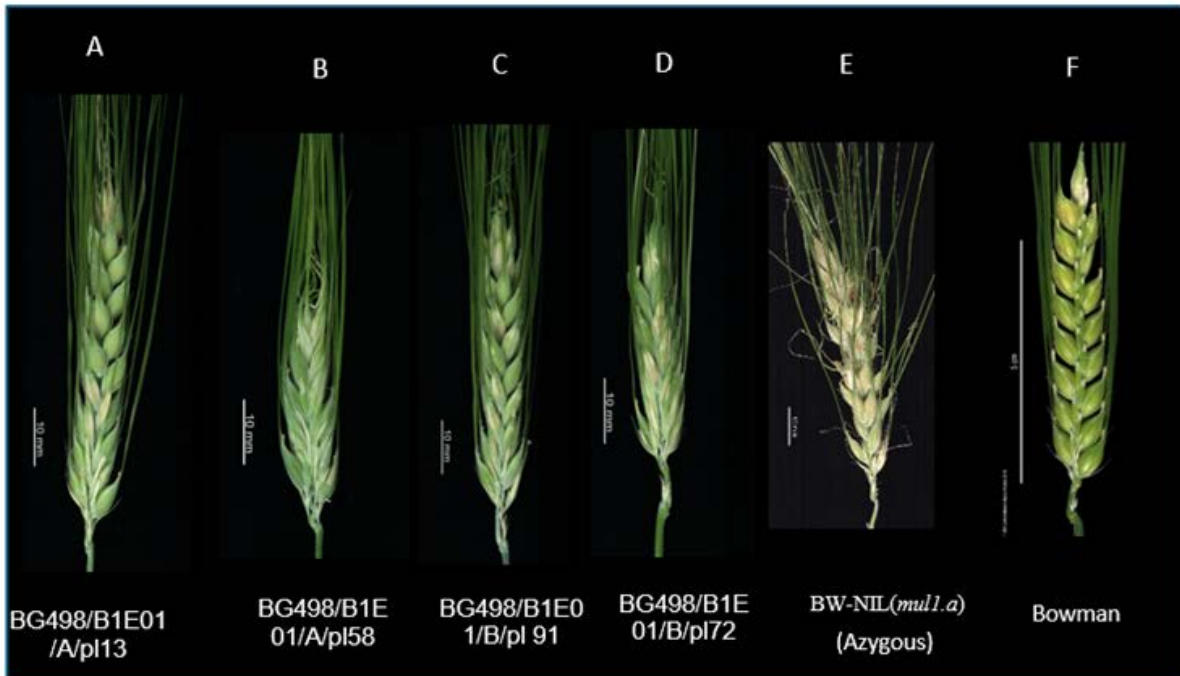 A
B
C
D
E
F
10 mm
10 mm
10 mm
10 mm
BG498/B1E01
/A/pl13
BG498/B1E
01/A/pl58
BG498/B1E0
1/B/pl 91
BG498/B1E
01/B/pl72
BW-NIL(mul1.a)
(Azygous)
Bowman